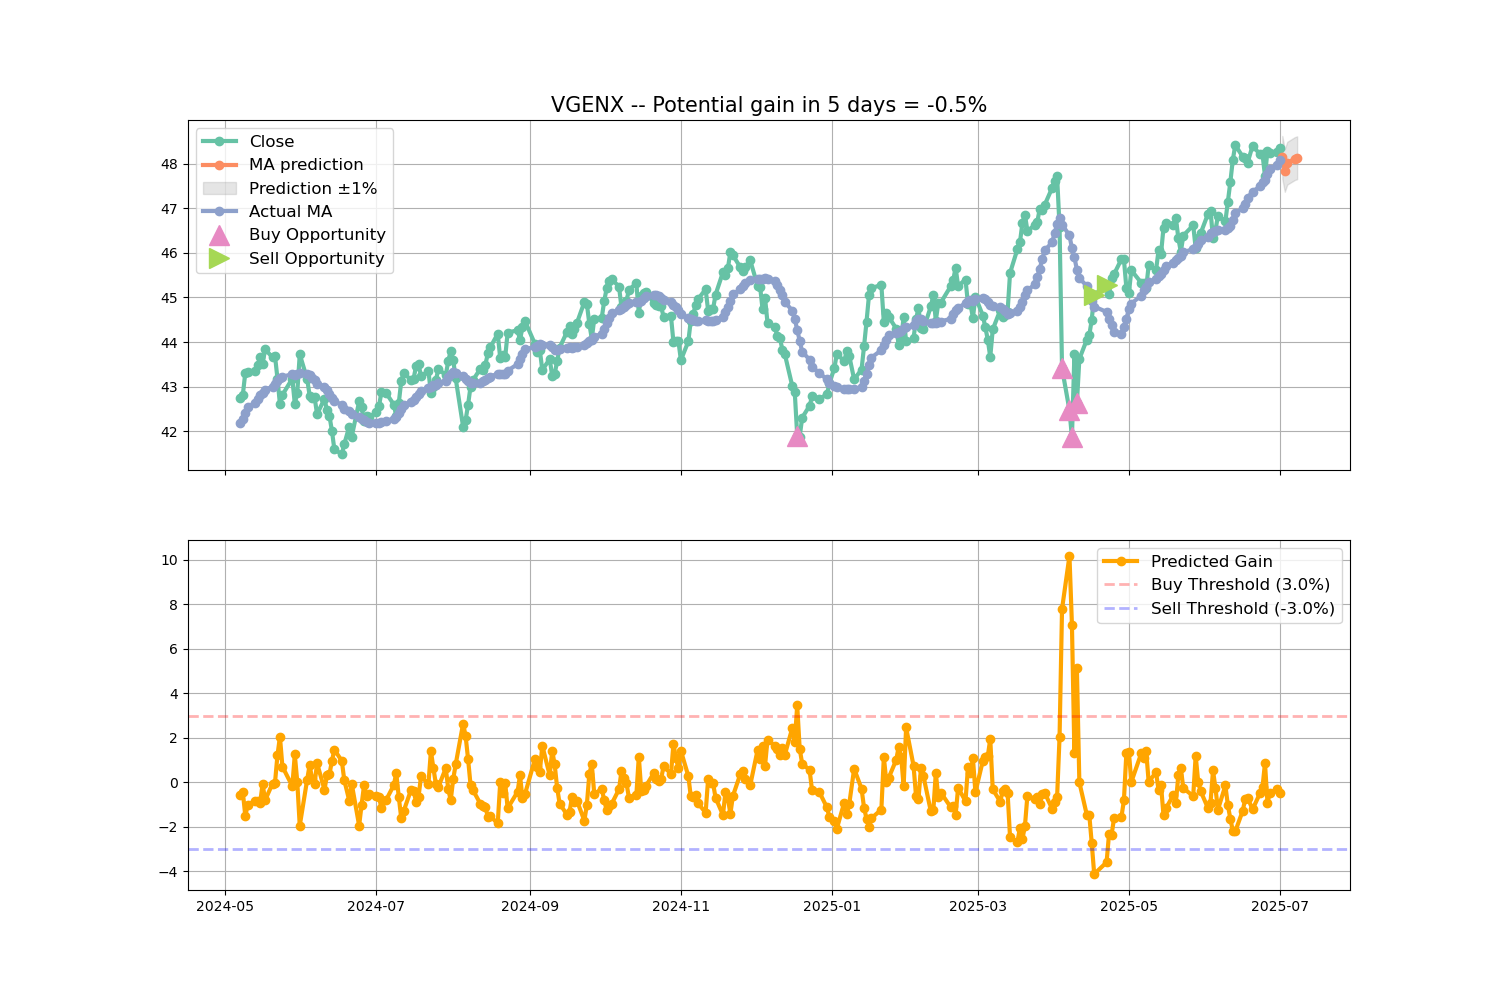 VGENX -- Potential gain in 5 days = -0.5%
Close
MA prediction
Prediction ±1%
Actual MA
Buy Opportunity
Sell Opportunity
48
47
46
45
44
43
42
Predicted Gain
Buy Threshold (3.0%)
Sell Threshold (-3.0%)
10
8
6
4
2
0
−2
−4
2024-05 2024-07 2024-09 2024-11 2025-01 2025-03 2025-05 2025-07